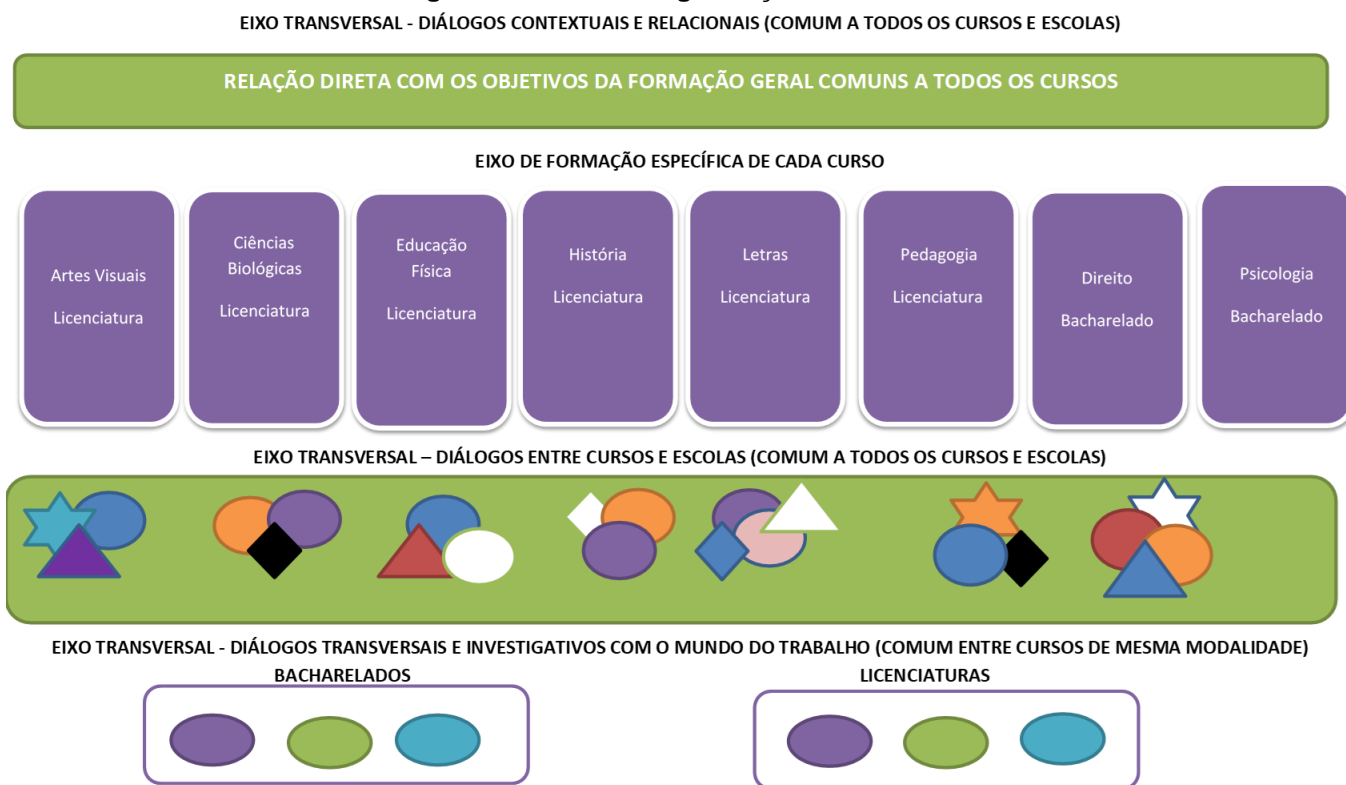 EIXO TRANSVERSAL - DIÁLOGOS CONTEXTUAIS E RELACIONAIS (COMUM A TODOS OS CURSOS E ESCOLAS)
RELAÇÃO DIRETA COM OS OBJETIVOS DA FORMAÇÃO GERAL COMUNS A TODOS OS CURSOS
EIXO DE FORMAÇÃO ESPECÍFICA DE CADA CURSO
Artes Visuais
Licenciatura
Ciências
Biológicas
Licenciatura
Educação
Física
Licenciatura
História
Licenciatura
Letras
Licenciatura
Pedagogia
Licenciatura
Direito
Bacharelado
Psicologia
Bacharelado
EIXO TRANSVERSAL – DIÁLOGOS ENTRE CURSOS E ESCOLAS (COMUM A TODOS OS CURSOS E ESCOLAS)
EIXO TRANSVERSAL - DIÁLOGOS TRANSVERSAIS E INVESTIGATIVOS COM O MUNDO DO TRABALHO (COMUM ENTRE CURSOS DE MESMA MODALIDADE)
BACHARELADOS
LICENCIATURAS